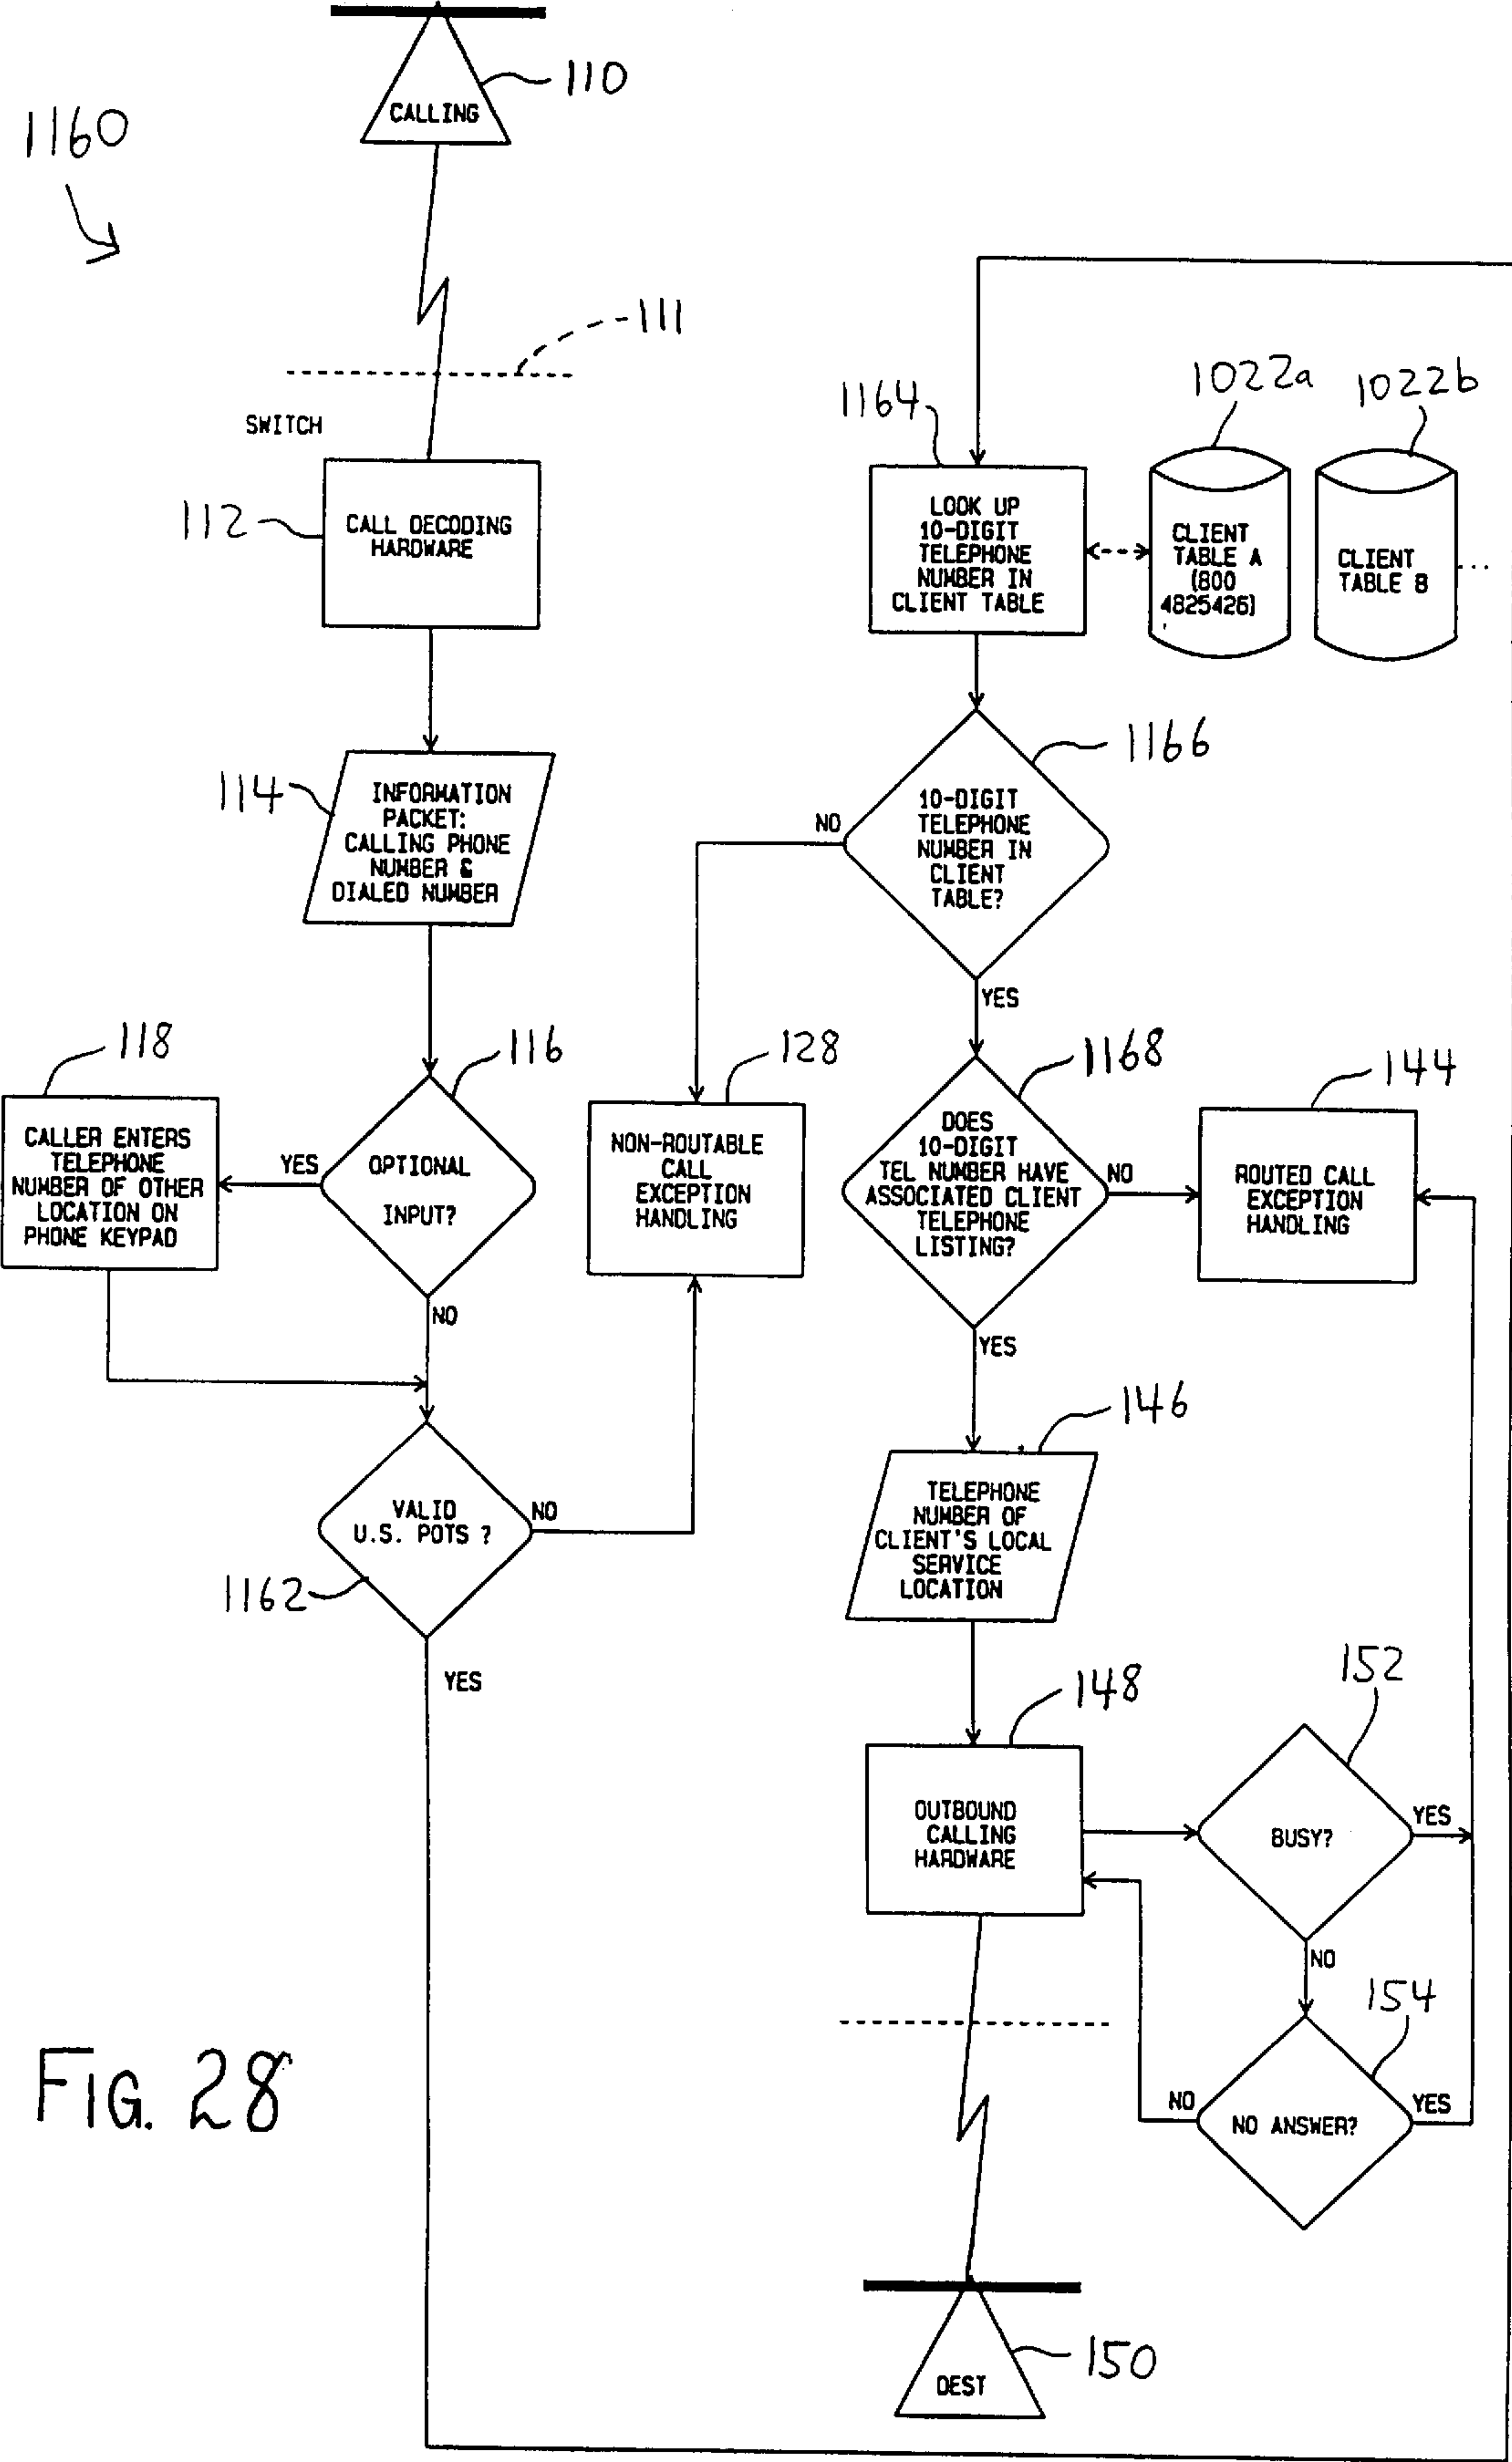 110
CALLING
1160
111
SWITCH
112
CALL DECODING
HARDWARE
114
INFORMATION
PACKET:
CALLING PHONE
NUMBER &
DIALED NUMBER
118
CALLER ENTERS
TELEPHONE
NUMBER OF OTHER
LOCATION ON
PHONE KEYPAD
YES
116
OPTIONAL
INPUT?
NO
128
NON-ROUTABLE
CALL
EXCEPTION
HANDLING
VALID
U.S. POTS ?
NO
1162
YES
1164
LOOK UP
10-DIGIT
TELEPHONE
NUMBER IN
CLIENT TABLE
1022a
CLIENT
TABLE A
(800
4825426)
1022b
CLIENT
TABLE B
...
1166
NO
10-DIGIT
TELEPHONE
NUMBER IN
CLIENT
TABLE?
YES
1168
DOES
10-DIGIT
TEL NUMBER HAVE
ASSOCIATED CLIENT
TELEPHONE
LISTING?
NO
144
ROUTED CALL
EXCEPTION
HANDLING
YES
146
TELEPHONE
NUMBER OF
CLIENT'S LOCAL
SERVICE
LOCATION
148
OUTBOUND
CALLING
HARDWARE
152
BUSY?
YES
NO
154
NO
NO ANSWER?
YES
150
DEST
FIG. 28